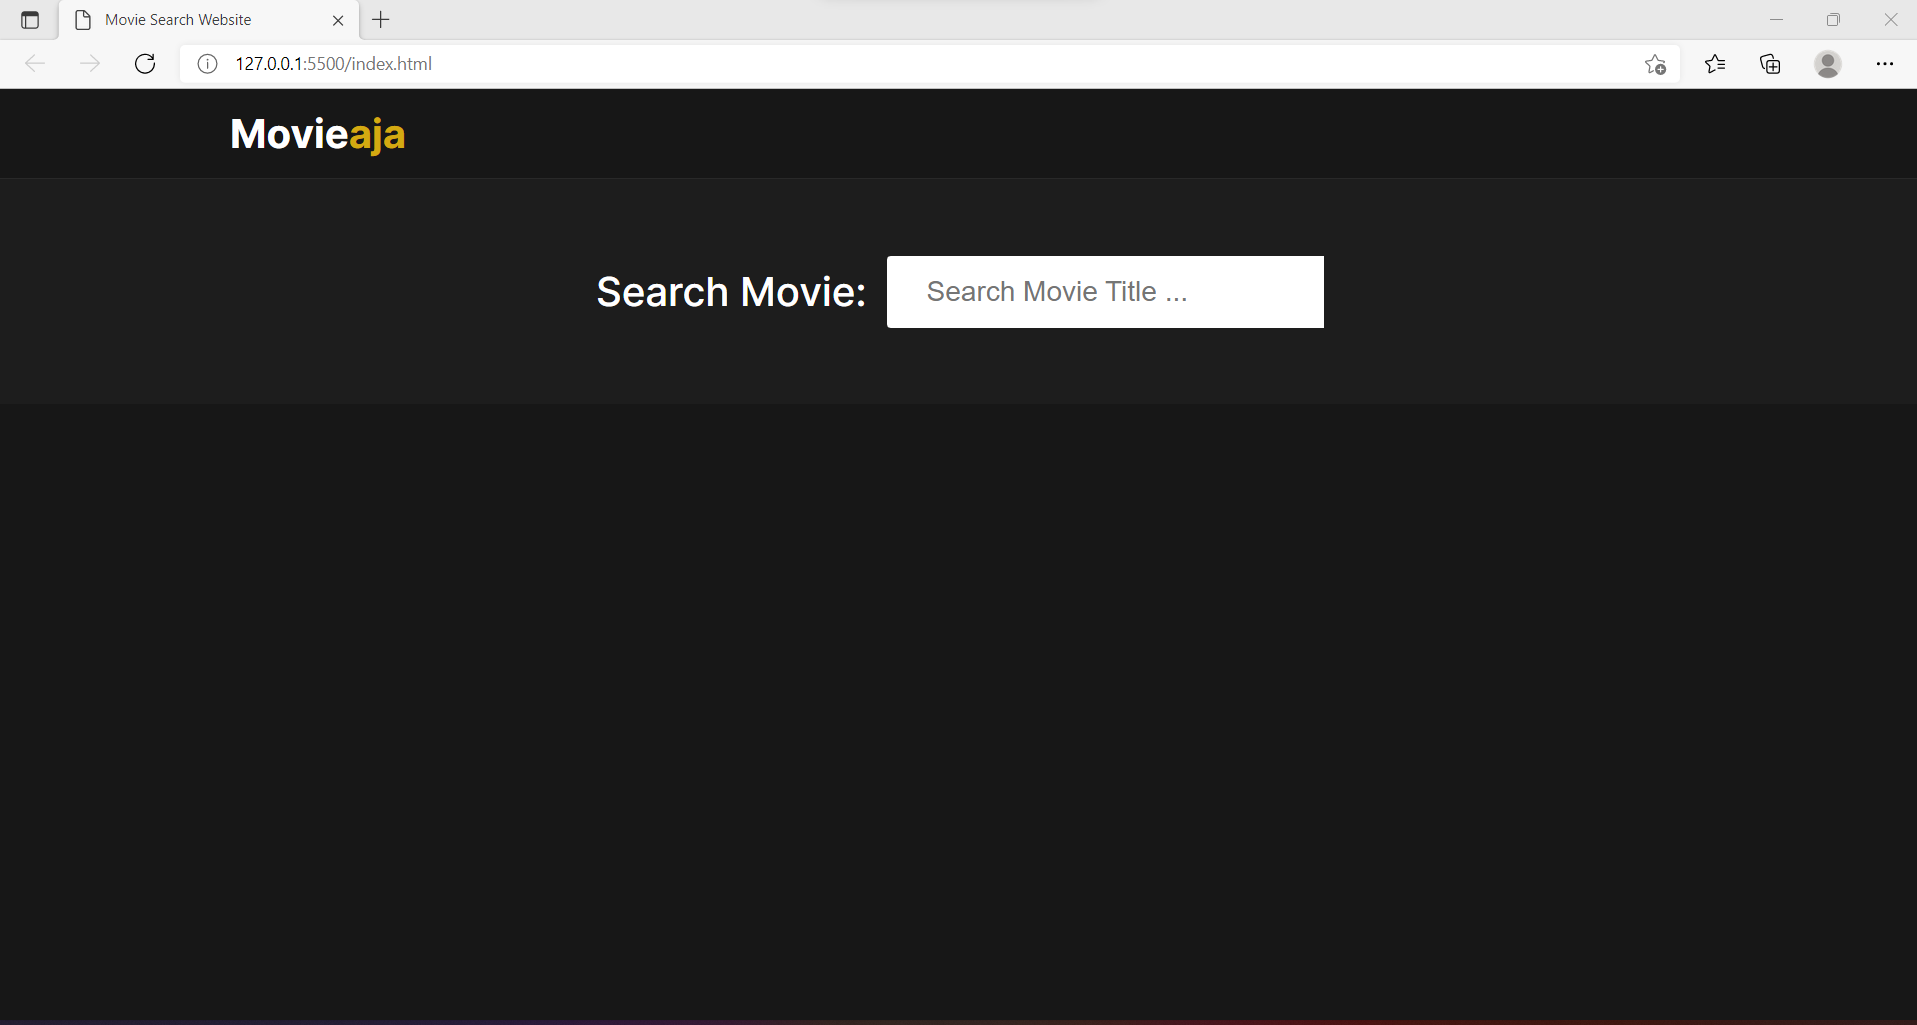 Movie Search Website
127.0.0.1:5500/index.html
Movieaja
Search Movie:
Search Movie Title ...